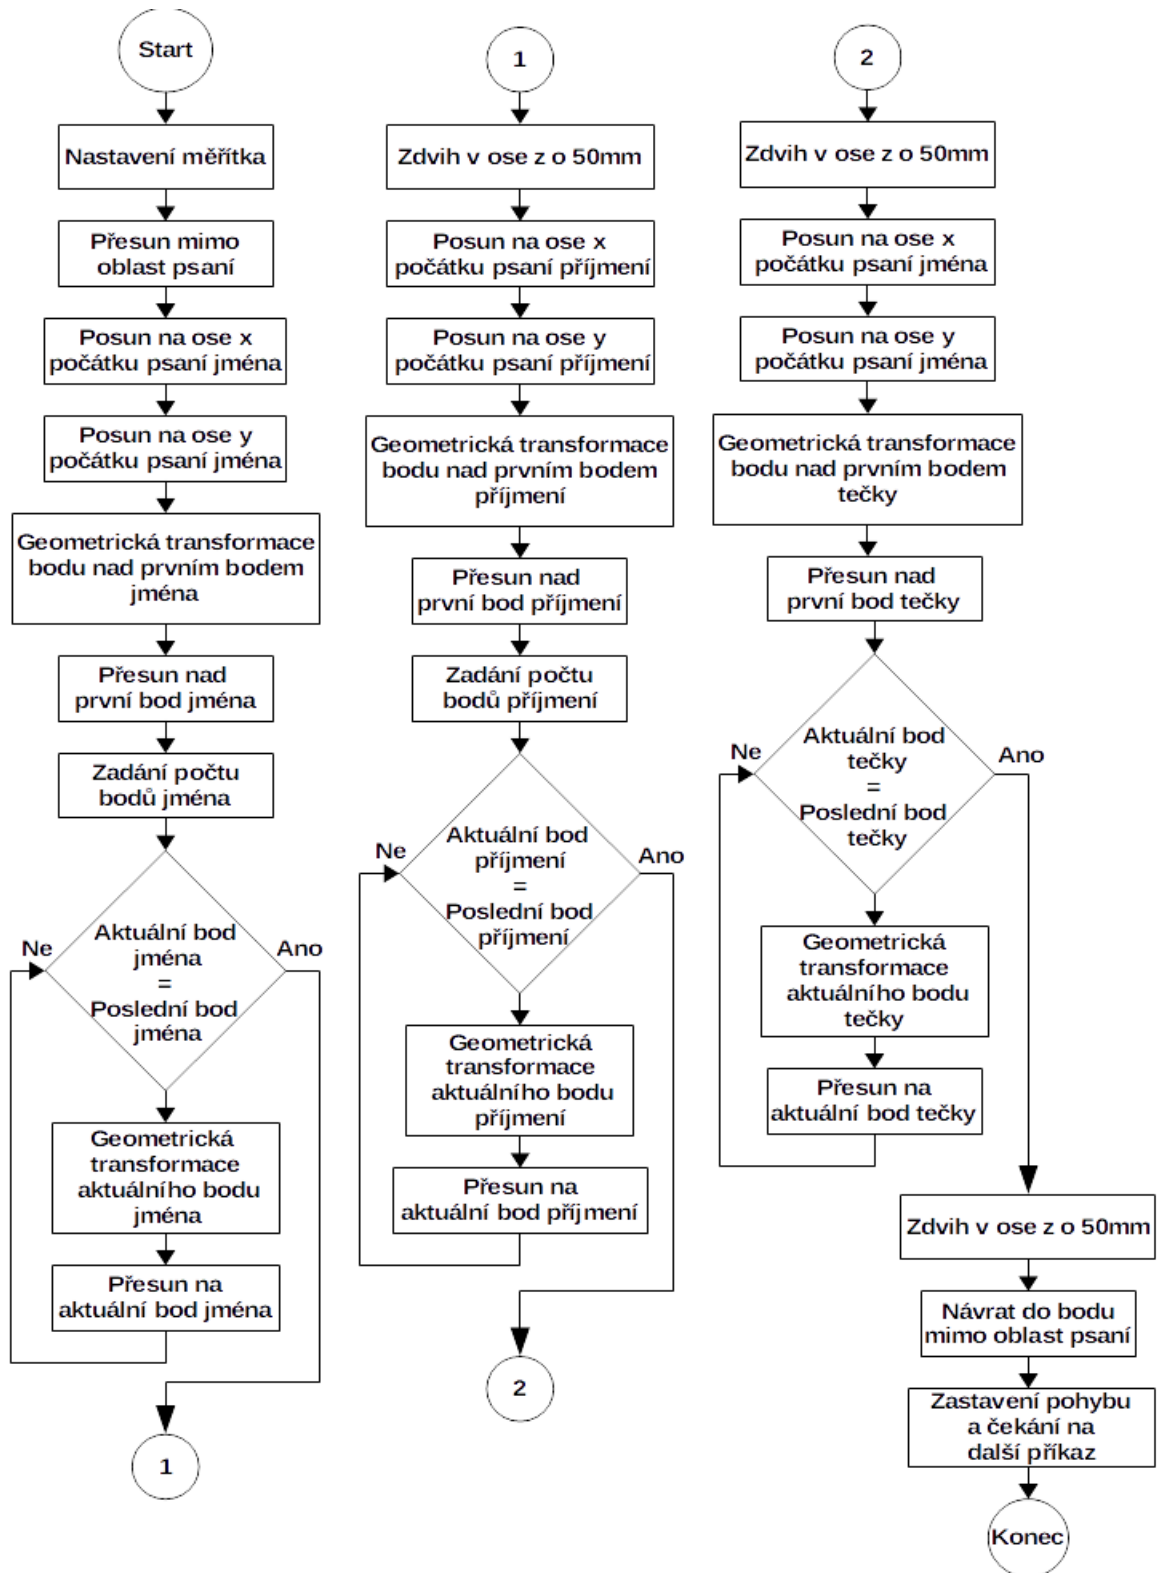 Start
Nastavení měřítka
Přesun mimo
oblast psaní
Posun na ose x
počátku psaní jména
Posun na ose y
počátku psaní jména
Geometrická transformace
bodu nad prvním bodem
jména
Přesun nad
první bod jména
Zadání počtu
bodů jména
Ne
Ano
Aktuální bod
jména
=
Poslední bod
jména
Geometrická
transformace
aktuálního bodu
jména
Přesun na
aktuální bod jména
1
1
Zdvih v ose z o 50mm
Posun na ose x
počátku psaní příjmení
Posun na ose y
počátku psaní příjmení
Geometrická transformace
bodu nad prvním bodem
příjmení
Přesun nad
první bod příjmení
Zadání počtu
bodů příjmení
Ne
Ano
Aktuální bod
příjmení
=
Poslední bod
příjmení
Geometrická
transformace
aktuálního bodu
příjmení
Přesun na
aktuální bod příjmení
2
2
Zdvih v ose z o 50mm
Posun na ose x
počátku psaní jména
Posun na ose y
počátku psaní jména
Geometrická transformace
bodu nad prvním bodem
tečky
Přesun nad
první bod tečky
Ne
Ano
Aktuální bod
tečky
=
Poslední bod
tečky
Geometrická
transformace
aktuálního bodu
tečky
Přesun na
aktuální bod tečky
Zdvih v ose z o 50mm
Návrat do bodu
mimo oblast psaní
Zastavení pohybu
a čekání na
další příkaz
Konec